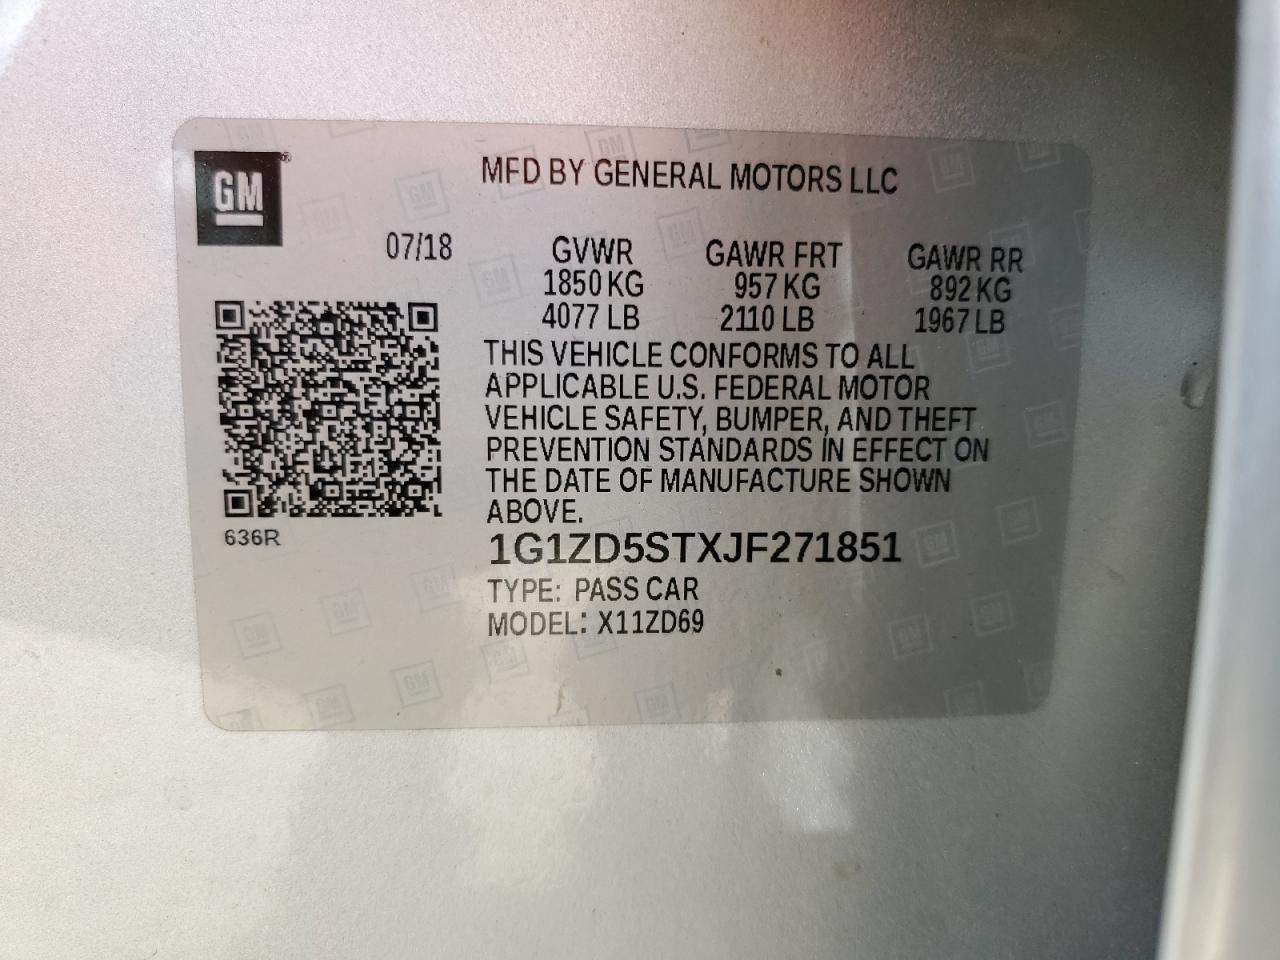 GM
MFD BY GENERAL MOTORS LLC
07/18
GVWR GAWR FRT GAWR RR
1850 KG 957 KG 892 KG
4077 LB 2110 LB 1967 LB
THIS VEHICLE CONFORMS TO ALL
APPLICABLE U.S. FEDERAL MOTOR
VEHICLE SAFETY, BUMPER, AND THEFT
PREVENTION STANDARDS IN EFFECT ON
THE DATE OF MANUFACTURE SHOWN
ABOVE.
636R
1G1ZD5STXJF271851
TYPE: PASS CAR
MODEL: X11ZD69